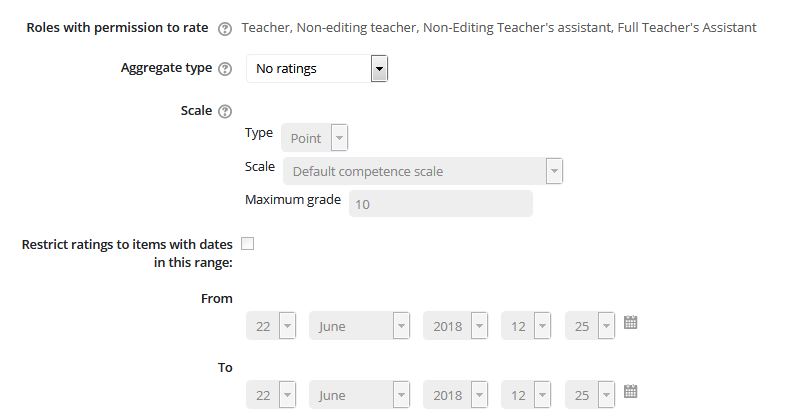 Roles with permission to rate Teacher, Non-editing teacher, Non-Editing Teacher's assistant, Full Teacher's Assistant
Aggregate type No ratings
Scale
Type Point
Scale Default competence scale
Maximum grade 10
Restrict ratings to items with dates
in this range:
From
22 June 2018 12 25
To
22 June 2018 12 25